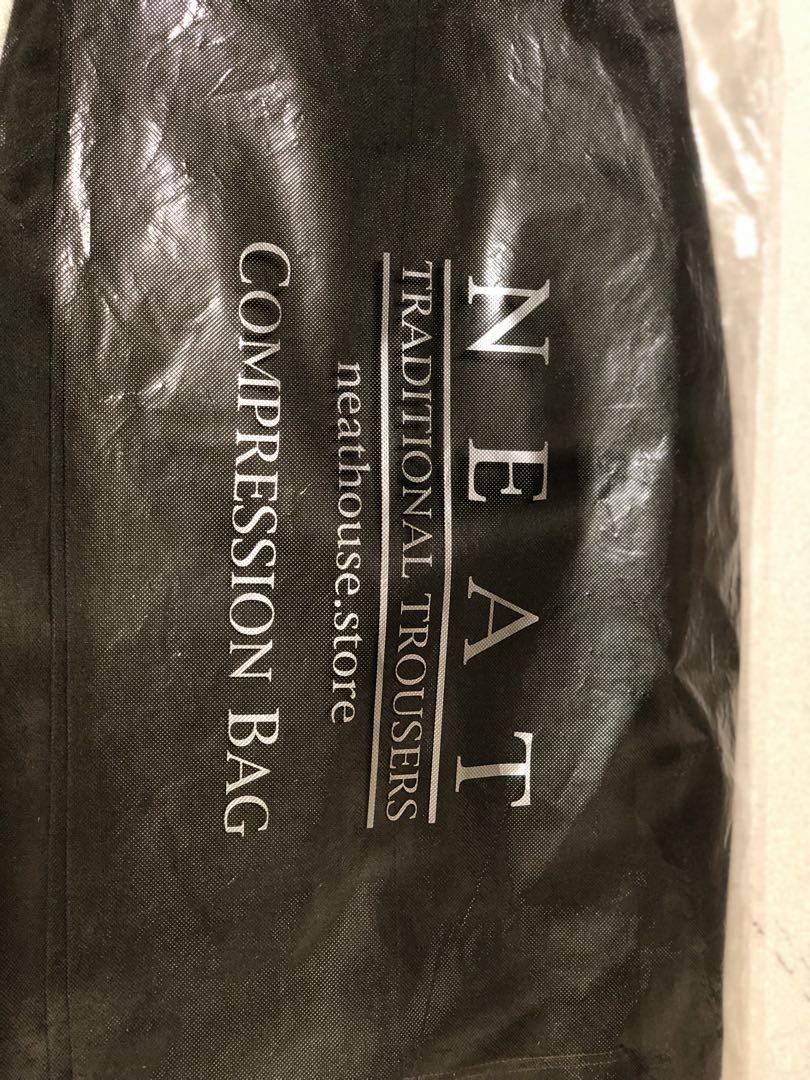 NEAT
TRADITIONAL TROUSERS
neathouse.store
COMPRESSION BAG